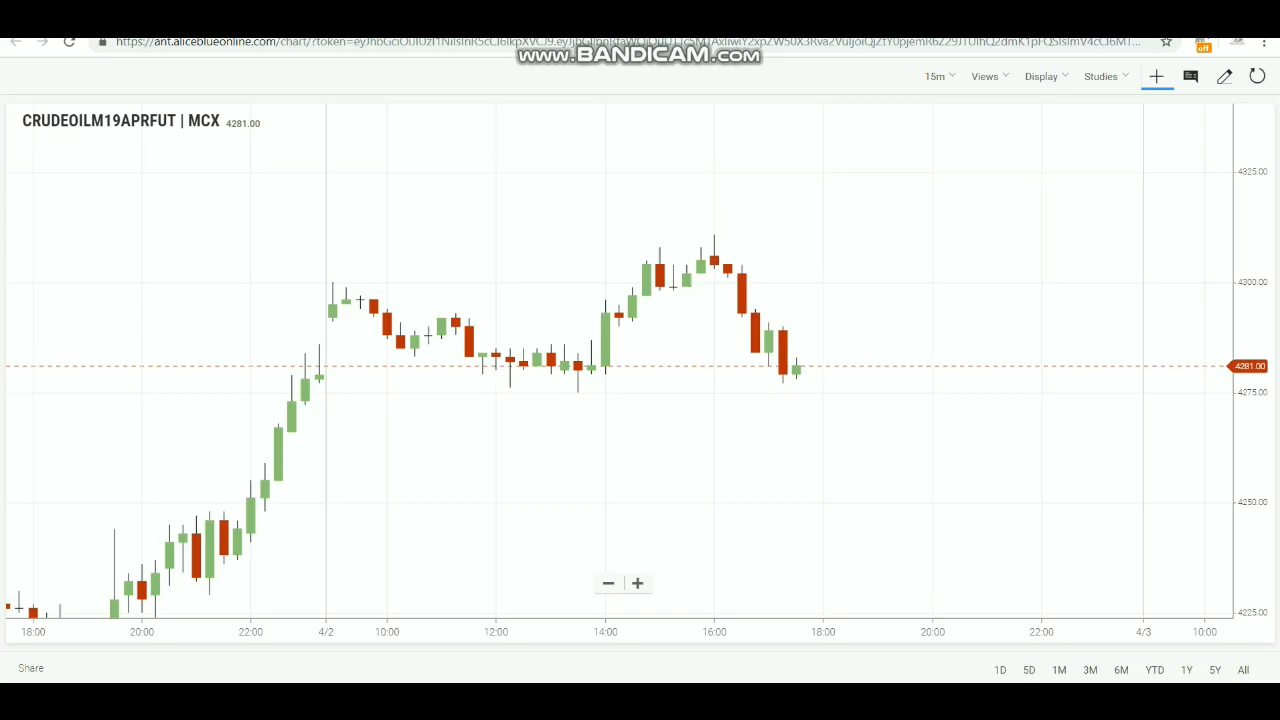 www.BANDICAM.com
15m Views Display Studies
CRUDEOILM19APRFUT | MCX 4281.00
4325.00
4300.00
4281.00
4275.00
4250.00
4225.00
18:00 20:00 22:00 4/2 10:00 12:00 14:00 16:00 18:00 20:00 22:00 4/3 10:00
Share 1D 5D 1M 3M 6M YTD 1Y 5Y All
off